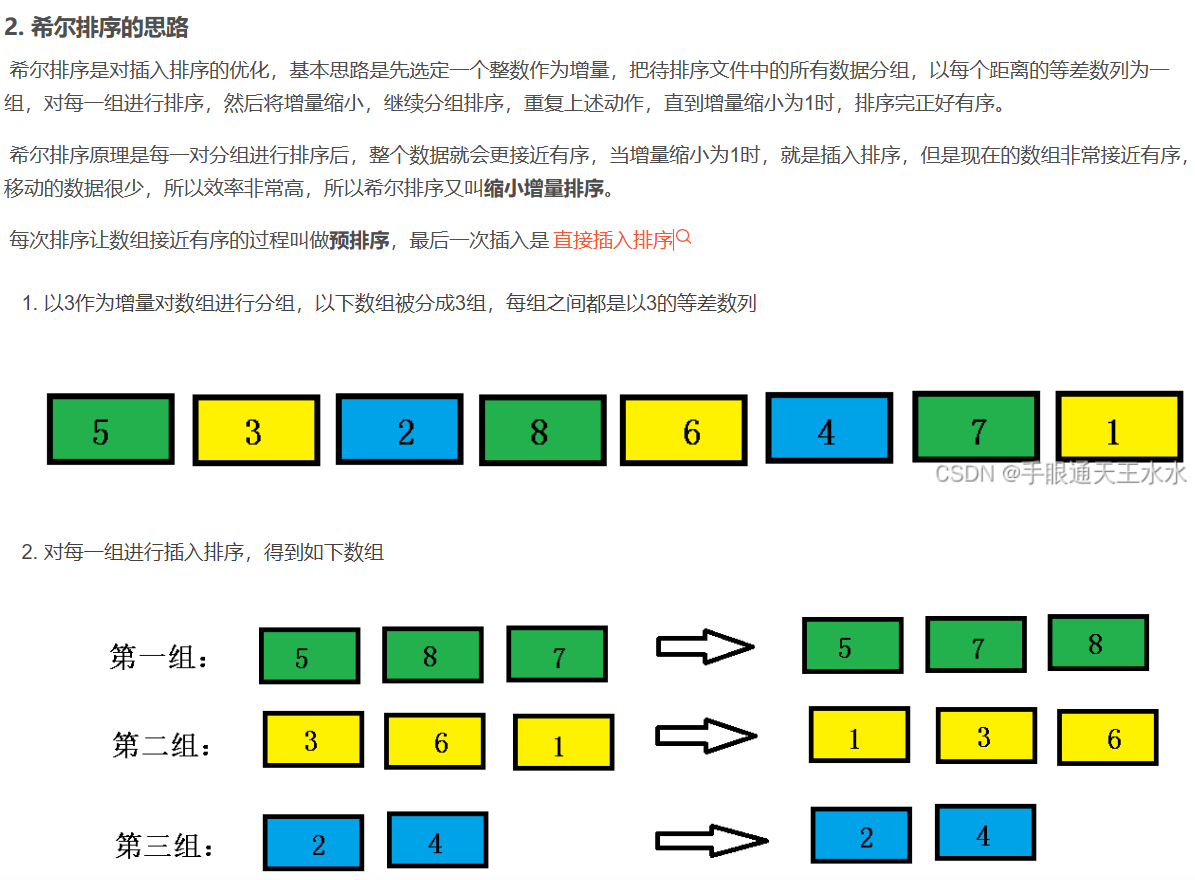 2. 希尔排序的思路
希尔排序是对插入排序的优化，基本思路是先选定一个整数作为增量，把待排序文件中的所有数据分组，以每个距离的等差数列为一
组，对每一组进行排序，然后将增量缩小，继续分组排序，重复上述动作，直到增量缩小为1时，排序完正好有序。
希尔排序原理是每一对分组进行排序后，整个数据就会更接近有序，当增量缩小为1时，就是插入排序，但是现在的数组非常接近有序，
移动的数据很少，所以效率非常高，所以希尔排序又叫缩小增量排序。
每次排序让数组接近有序的过程叫做预排序，最后一次插入是直接插入排序
1. 以3作为增量对数组进行分组，以下数组被分成3组，每组之间都是以3的等差数列
5 3 2 8 6 4 7 1
CSDN @手眼通天王水水
2. 对每一组进行插入排序，得到如下数组
第一组： 5 8 7 5 7 8
第二组： 3 6 1 1 3 6
第三组： 2 4 2 4